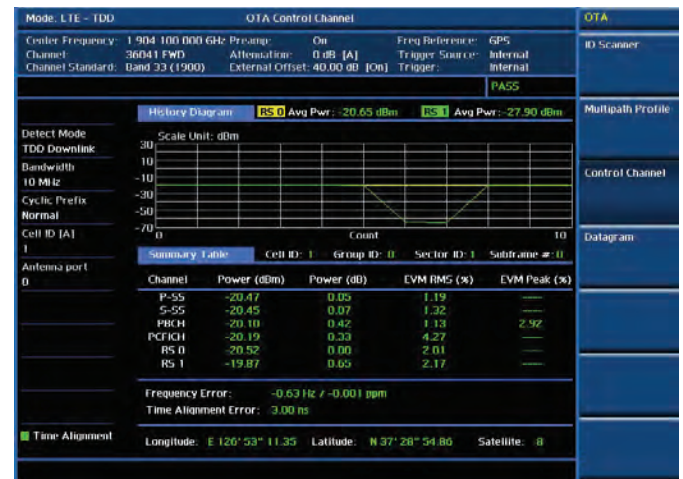 Mode: LTE - TDD
OTA Control Channel
OTA
Center Frequency: 1.904 100 000 GHz
Preamp: On
Freq Reference: GPS
Channel: 36041 FWD
Attenuation: 0 dB [A]
Trigger Source: Internal
Channel Standard: Band 33 (1900)
External Offset: 40.00 dB [On]
Trigger: Internal
PASS
ID Scanner
Multipath Profile
Control Channel
Datagram
History Diagram
RS 0 Avg Pwr: -20.65 dBm
RS 1 Avg Pwr: -27.90 dBm
Detect Mode
TDD Downlink
Bandwidth
10 MHz
Cyclic Prefix
Normal
Cell ID [A]
1
Antenna port
0
Scale Unit: dBm
30
10
-10
-30
-50
-70
0 Count 10
Summary Table
Cell ID: 1 Group ID: 0 Sector ID: 1 Subframe #: 0
Channel Power (dBm) Power (dB) EVM RMS (%) EVM Peak (%)
P-SS -20.47 0.05 1.19 ----
S-SS -20.45 0.07 1.32 ----
PBCH -20.10 0.42 1.13 2.92
PCFICH -20.19 0.33 4.27 ----
RS 0 -20.52 0.00 2.01 ----
RS 1 -19.87 0.65 2.17 ----
Frequency Error: -0.63 Hz / -0.001 ppm
Time Alignment Error: 3.00 ns
Time Alignment
Longitude: E 126' 53" 11.35 Latitude: N 37' 28" 54.86 Satellite: 8